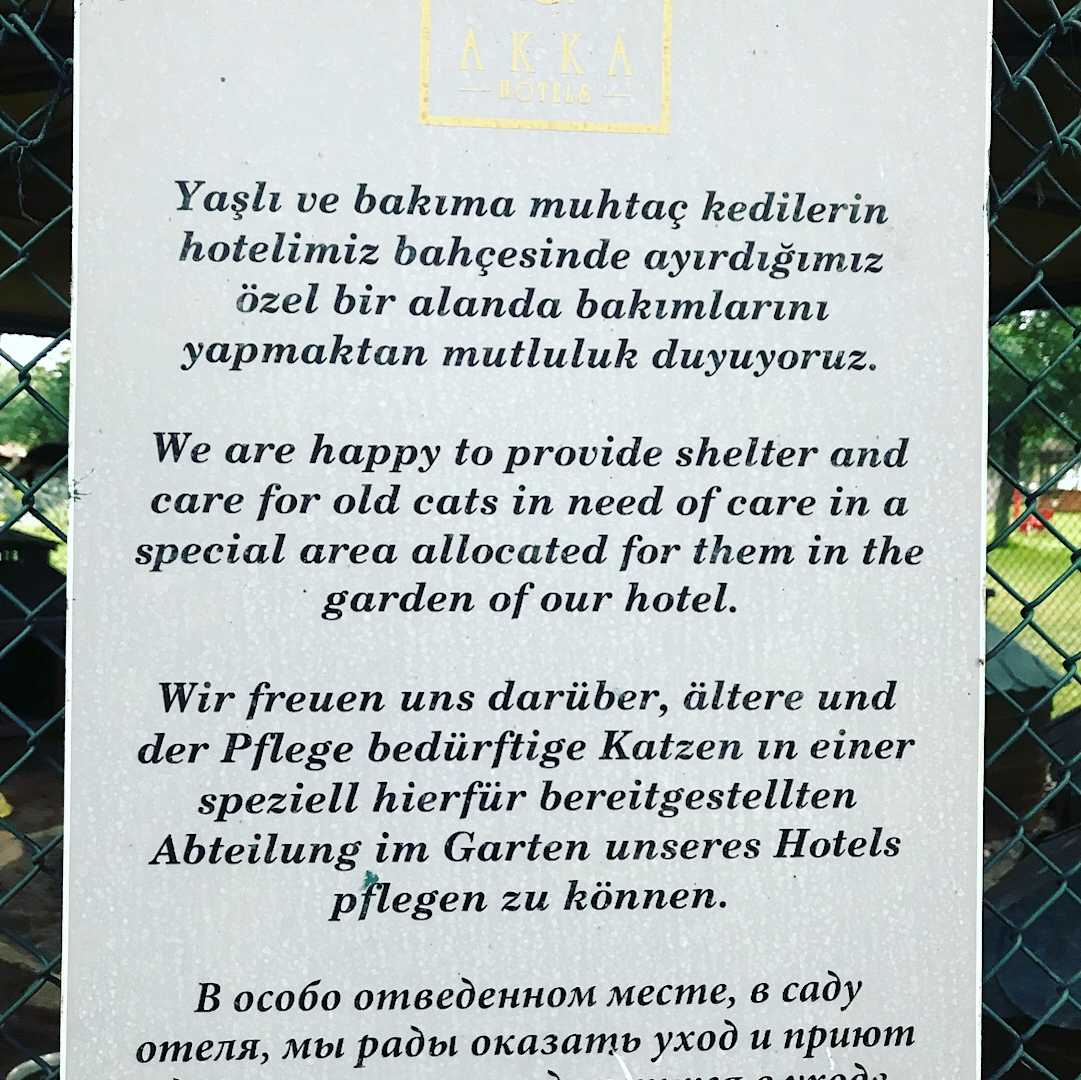 AKKA
HOTELS
Yaşlı ve bakıma muhtaç kedilerin
hotelimiz bahçesinde ayırdığımız
özel bir alanda bakımlarını
yapmaktan mutluluk duyuyoruz.
We are happy to provide shelter and
care for old cats in need of care in a
special area allocated for them in the
garden of our hotel.
Wir freuen uns darüber, ältere und
der Pflege bedürftige Katzen ın einer
speziell hierfür bereitgestellten
Abteilung im Garten unseres Hotels
pflegen zu können.
В особо отведенном месте, в саду
отеля, мы рады оказать уход и приют